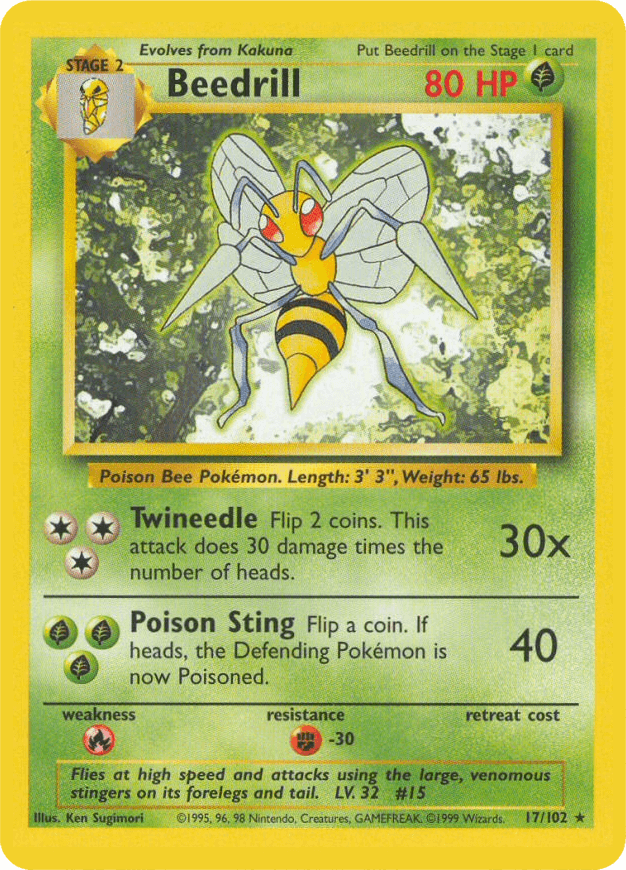 Evolves from Kakuna
Put Beedrill on the Stage 1 card
STAGE 2
Beedrill
80 HP
Poison Bee Pokémon. Length: 3' 3", Weight: 65 lbs.
Twineedle Flip 2 coins. This
attack does 30 damage times the
number of heads.
30x
Poison Sting Flip a coin. If
heads, the Defending Pokémon is
now Poisoned.
40
weakness
resistance
retreat cost
-30
Flies at high speed and attacks using the large, venomous
stingers on its forelegs and tail. LV. 32 #15
Illus. Ken Sugimori
©1995, 96, 98 Nintendo, Creatures, GAMEFREAK. ©1999 Wizards.
17/102 ★